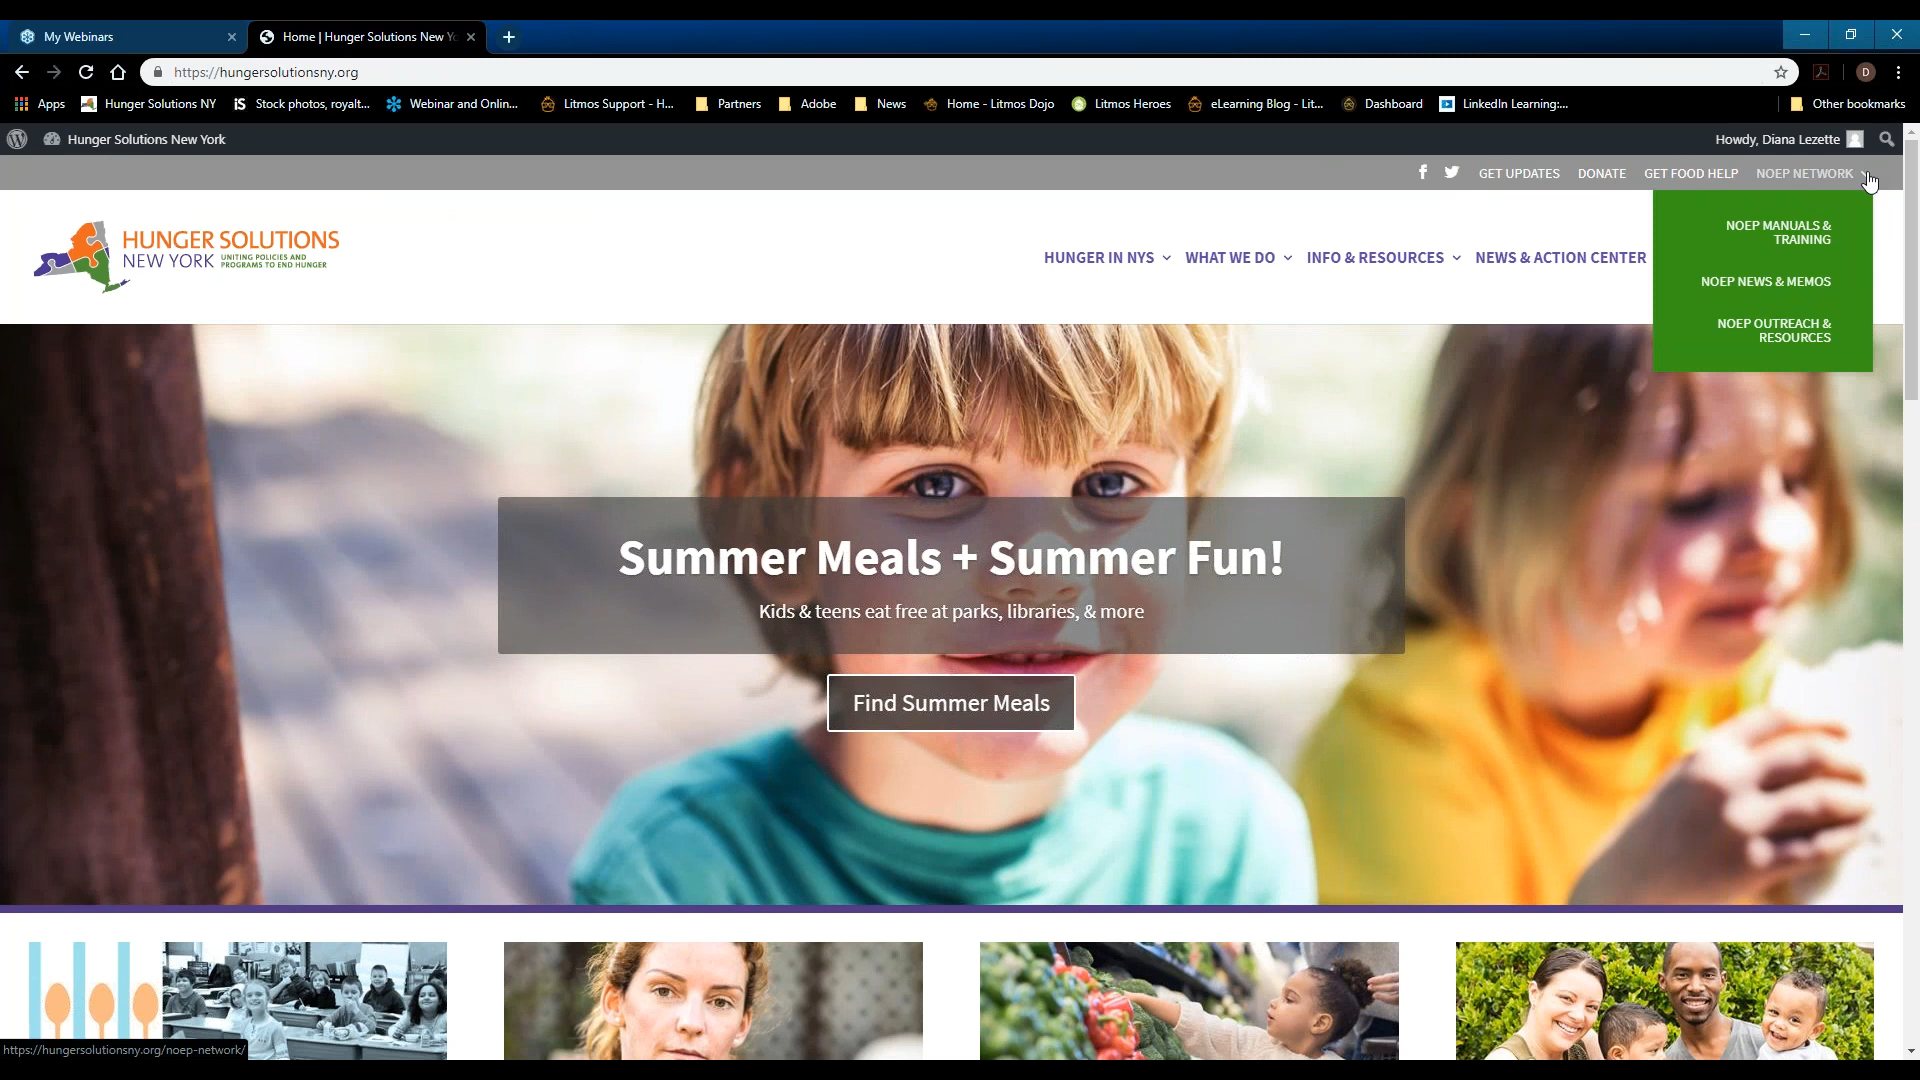 My Webinars
Home | Hunger Solutions New Yo
https://hungersolutionsny.org
D
Apps
Hunger Solutions NY
iS Stock photos, royalt...
Webinar and Onlin...
Litmos Support - H...
Partners
Adobe
News
Home - Litmos Dojo
Litmos Heroes
eLearning Blog - Lit...
Dashboard
LinkedIn Learning:...
Other bookmarks
Hunger Solutions New York
Howdy, Diana Lezette
GET UPDATES
DONATE
GET FOOD HELP
NOEP NETWORK
HUNGER SOLUTIONS
NEW YORK
UNITING POLICIES AND
PROGRAMS TO END HUNGER
HUNGER IN NYS
WHAT WE DO
INFO & RESOURCES
NEWS & ACTION CENTER
NOEP MANUALS &
TRAINING
NOEP NEWS & MEMOS
NOEP OUTREACH &
RESOURCES
Summer Meals + Summer Fun!
Kids & teens eat free at parks, libraries, & more
Find Summer Meals
https://hungersolutionsny.org/noep-network/